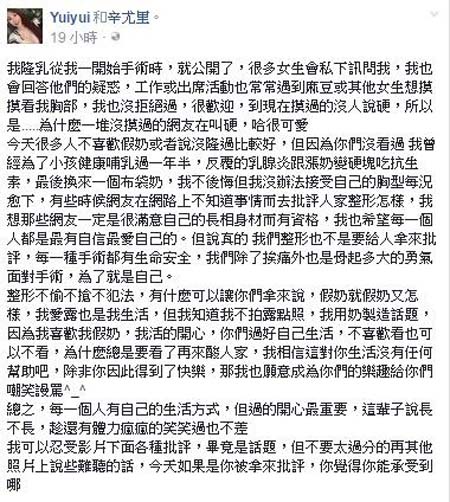 Yuiyui和辛尤里。
19 小時 ·
我隆乳從我一開始手術時，就公開了，很多女生會私下訊問我，我也
會回答他們的疑惑，工作或出席活動也常常過到麻豆或其他女生想摸
摸看我胸部，我也沒拒絕過，很歡迎，到現在摸過的沒人說硬，所以
是.....為什麼一堆沒摸過的網友在叫硬，哈很可愛
今天很多人不喜歡假奶或者說沒隆過比較好，但因為你們沒看過 我曾
經為了小孩健康哺乳過一年半，反覆的乳腺炎跟漲奶變硬塊吃抗生
素，最後換來一個布袋奶，我不後悔但我沒辦法接受自己的胸型每況
愈下，有些時候網友在網路上不知道事情而去批評人家整形怎樣，我
想那些網友一定是很滿意自己的長相身材而有資格，我也希望每一個
人都是最有自信最愛自己的。但說真的 我們整形也不是要給人拿來批
評，每一種手術都有生命安全，我們除了挨痛外也是骨起多大的勇氣
面對手術，為了就是自己。
整形不偷不搶不犯法，有什麼可以讓你們拿來說，假奶就假奶又怎
樣，我愛露也是我生活，但我知道我不拍露點照，我用奶製造話題，
因為我喜歡我假奶，我活的開心，你們過好自己生活，不喜歡看也可
以不看，為什麼總是要看了再來酸人家，我相信這對你生活沒有任何
幫助吧，除非你因此得到了快樂，那我也願意成為你們的樂趣給你們
嘲笑謾罵^_^
總之，每一個人有自己的生活方式，但過的開心最重要，這輩子說長
不長，趁還有體力瘋瘋的笑笑過也不差
我可以忍受影片下面各種批評，畢竟是話題，但不要太過分的再其他
照片上說些難聽的話，今天如果是你被拿來批評，你覺得你能承受到
哪